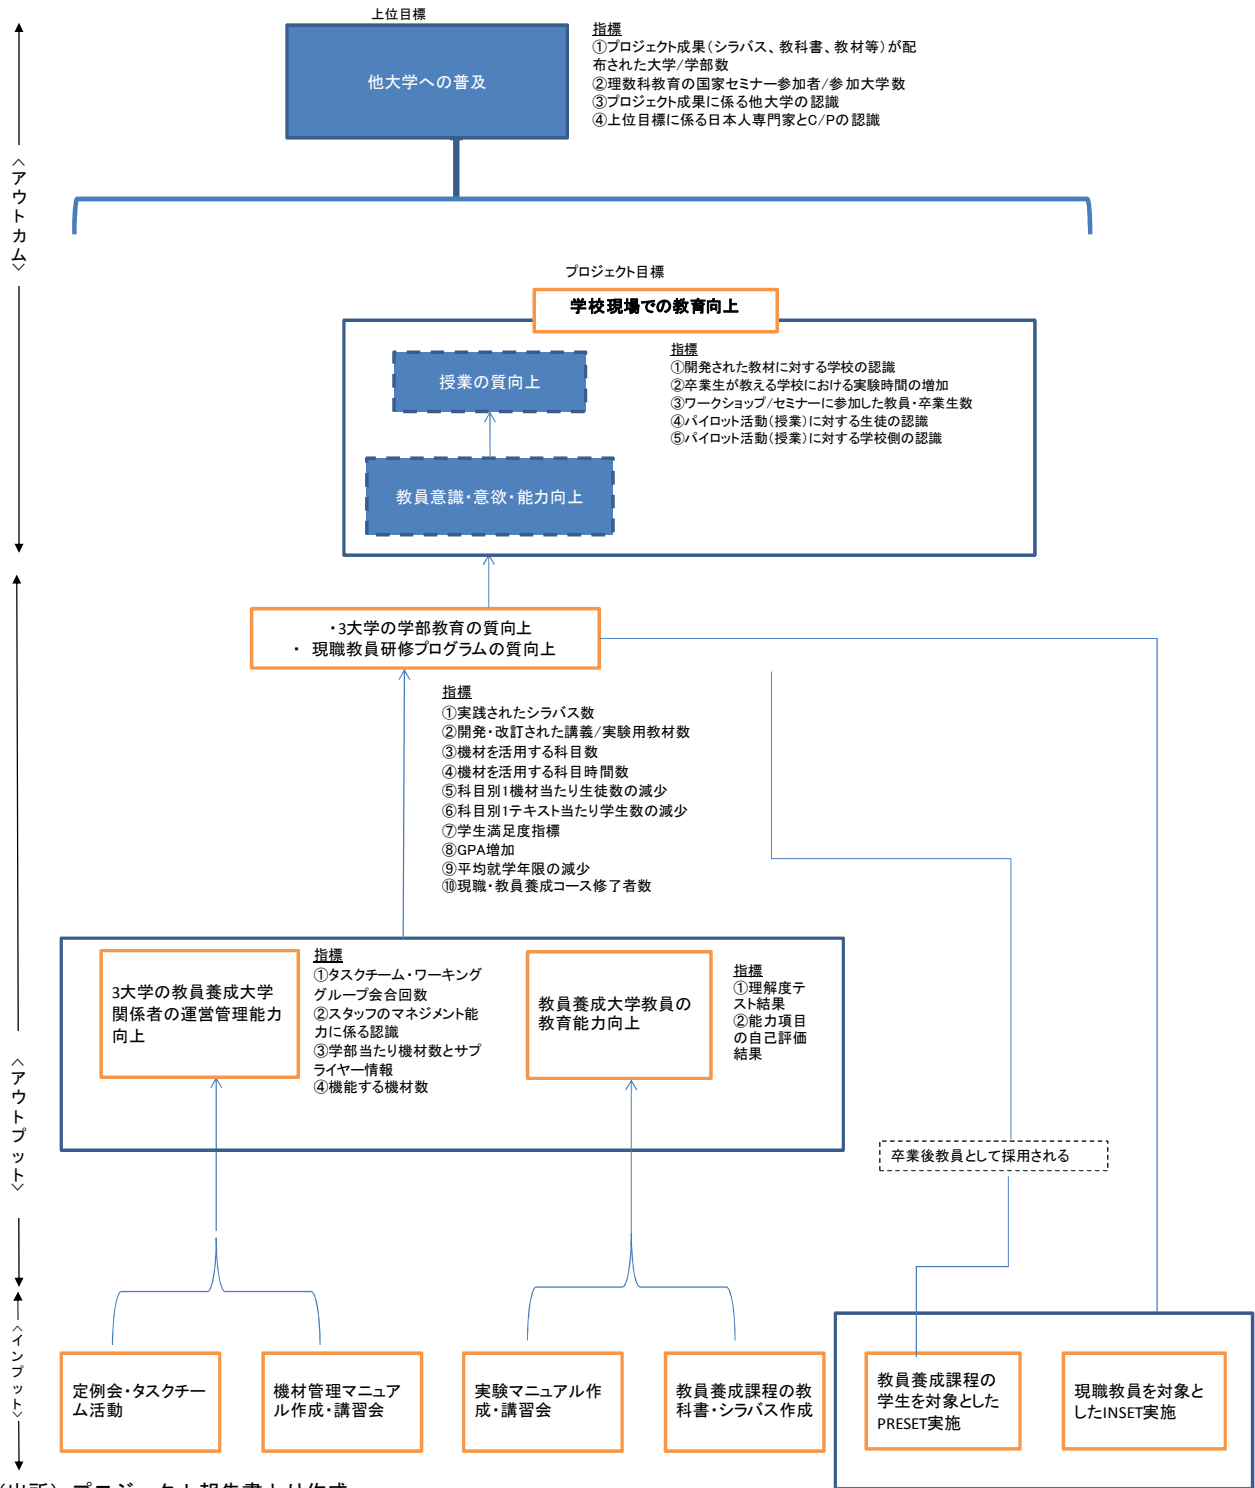 上位目標
他大学への普及
指標
①プロジェクト成果(シラバス、教科書、教材等)が配
布された大学/学部数
②理数科教育の国家セミナー参加者/参加大学数
③プロジェクト成果に係る他大学の認識
④上位目標に係る日本人専門家とC/Pの認識
〈アウトカム〉
プロジェクト目標
学校現場での教育向上
授業の質向上
教員意識・意欲・能力向上
指標
①開発された教材に対する学校の認識
②卒業生が教える学校における実験時間の増加
③ワークショップ/セミナーに参加した教員・卒業生数
④パイロット活動(授業)に対する生徒の認識
⑤パイロット活動(授業)に対する学校側の認識
・3大学の学部教育の質向上
・ 現職教員研修プログラムの質向上
指標
①実践されたシラバス数
②開発・改訂された講義/実験用教材数
③機材を活用する科目数
④機材を活用する科目時間数
⑤科目別1機材当たり生徒数の減少
⑥科目別1テキスト当たり学生数の減少
⑦学生満足度指標
⑧GPA増加
⑨平均就学年限の減少
⑩現職・教員養成コース修了者数
〈アウトプット〉
3大学の教員養成大学
関係者の運営管理能力
向上
指標
①タスクチーム・ワーキング
グループ会合回数
②スタッフのマネジメント能
力に係る認識
③学部当たり機材数とサプ
ライヤー情報
④機能する機材数
教員養成大学教員の
教育能力向上
指標
①理解度テ
スト結果
②能力項目
の自己評価
結果
卒業後教員として採用される
〈インプット〉
定例会・タスクチー
ム活動
機材管理マニュア
ル作成・講習会
実験マニュアル作
成・講習会
教員養成課程の教
科書・シラバス作成
教員養成課程の
学生を対象とした
PRESET実施
現職教員を対象と
したINSET実施
(出所)プロジェクト報告書より作成